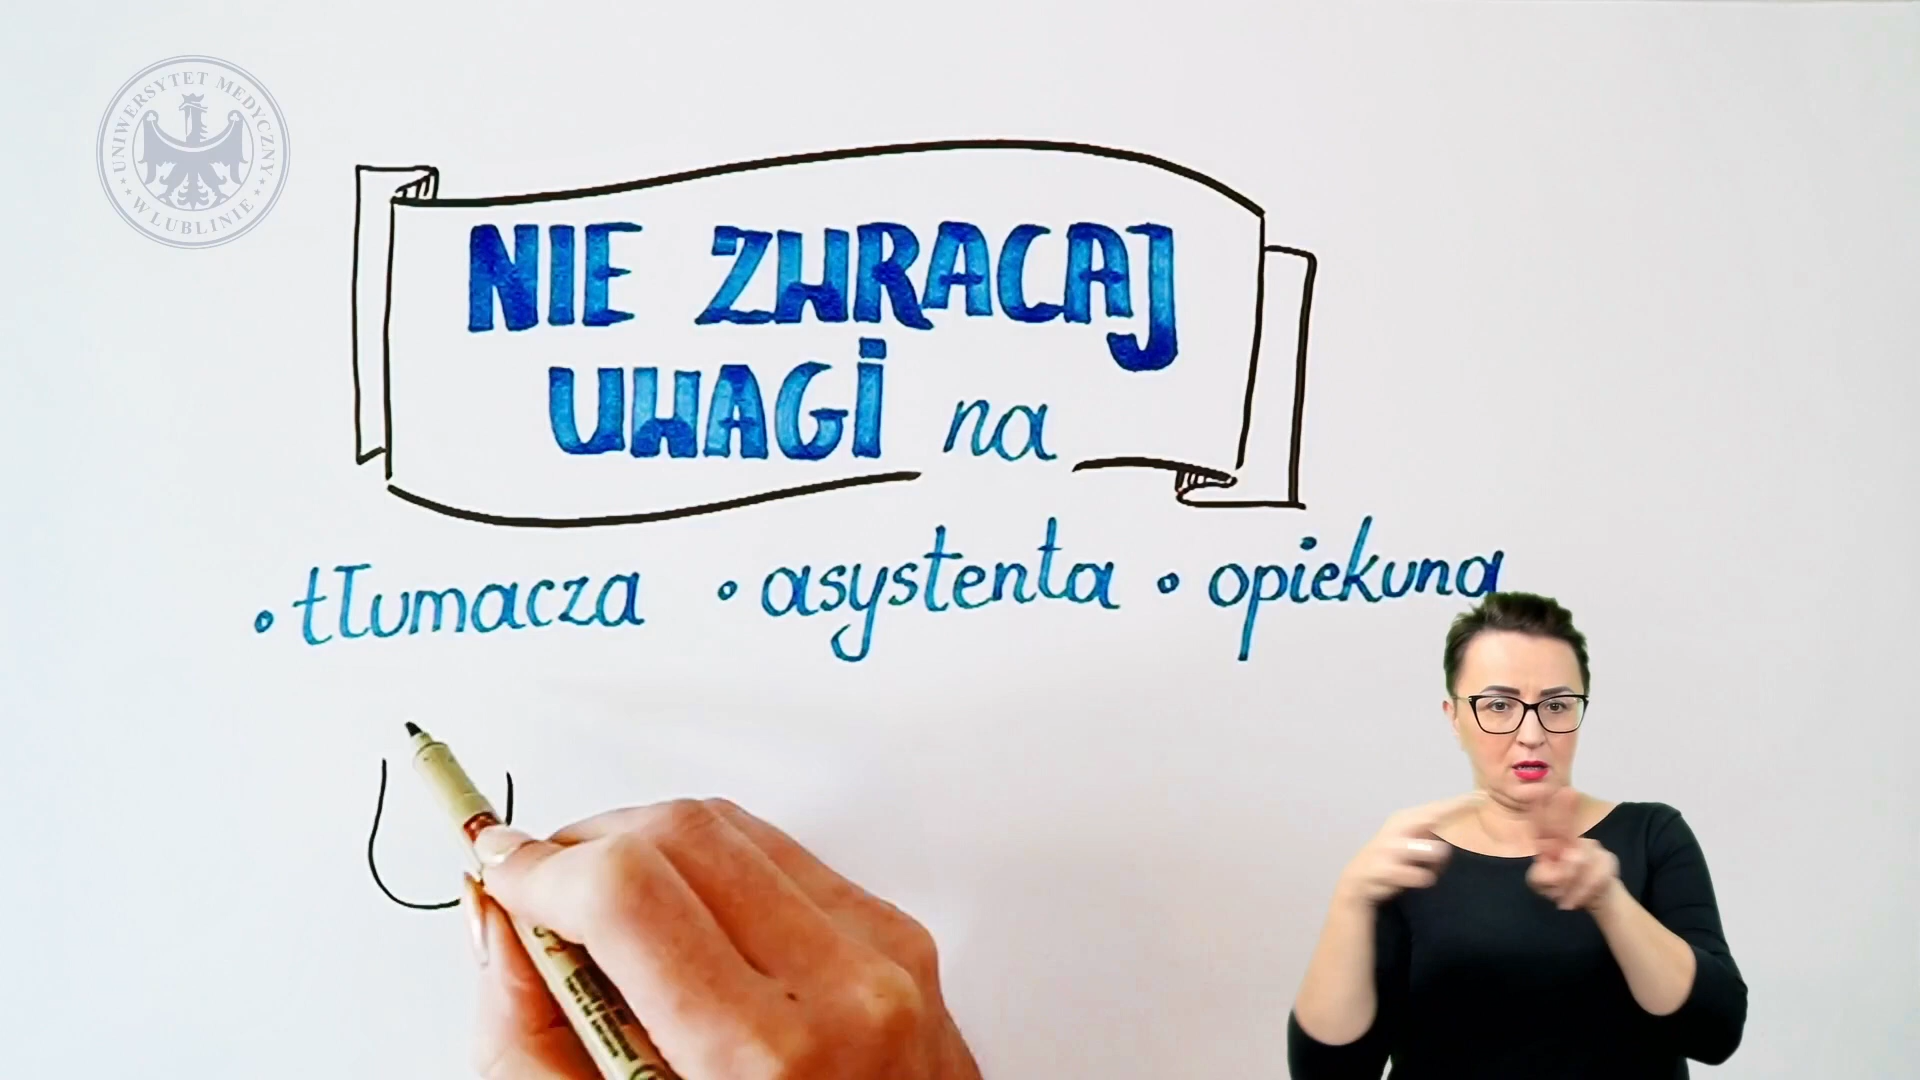 UNIWERSYTET MEDYCZNY
W LUBLINIE
NIE ZWRACAJ
UWAGI na
• tłumacza • asystenta • opiekuna